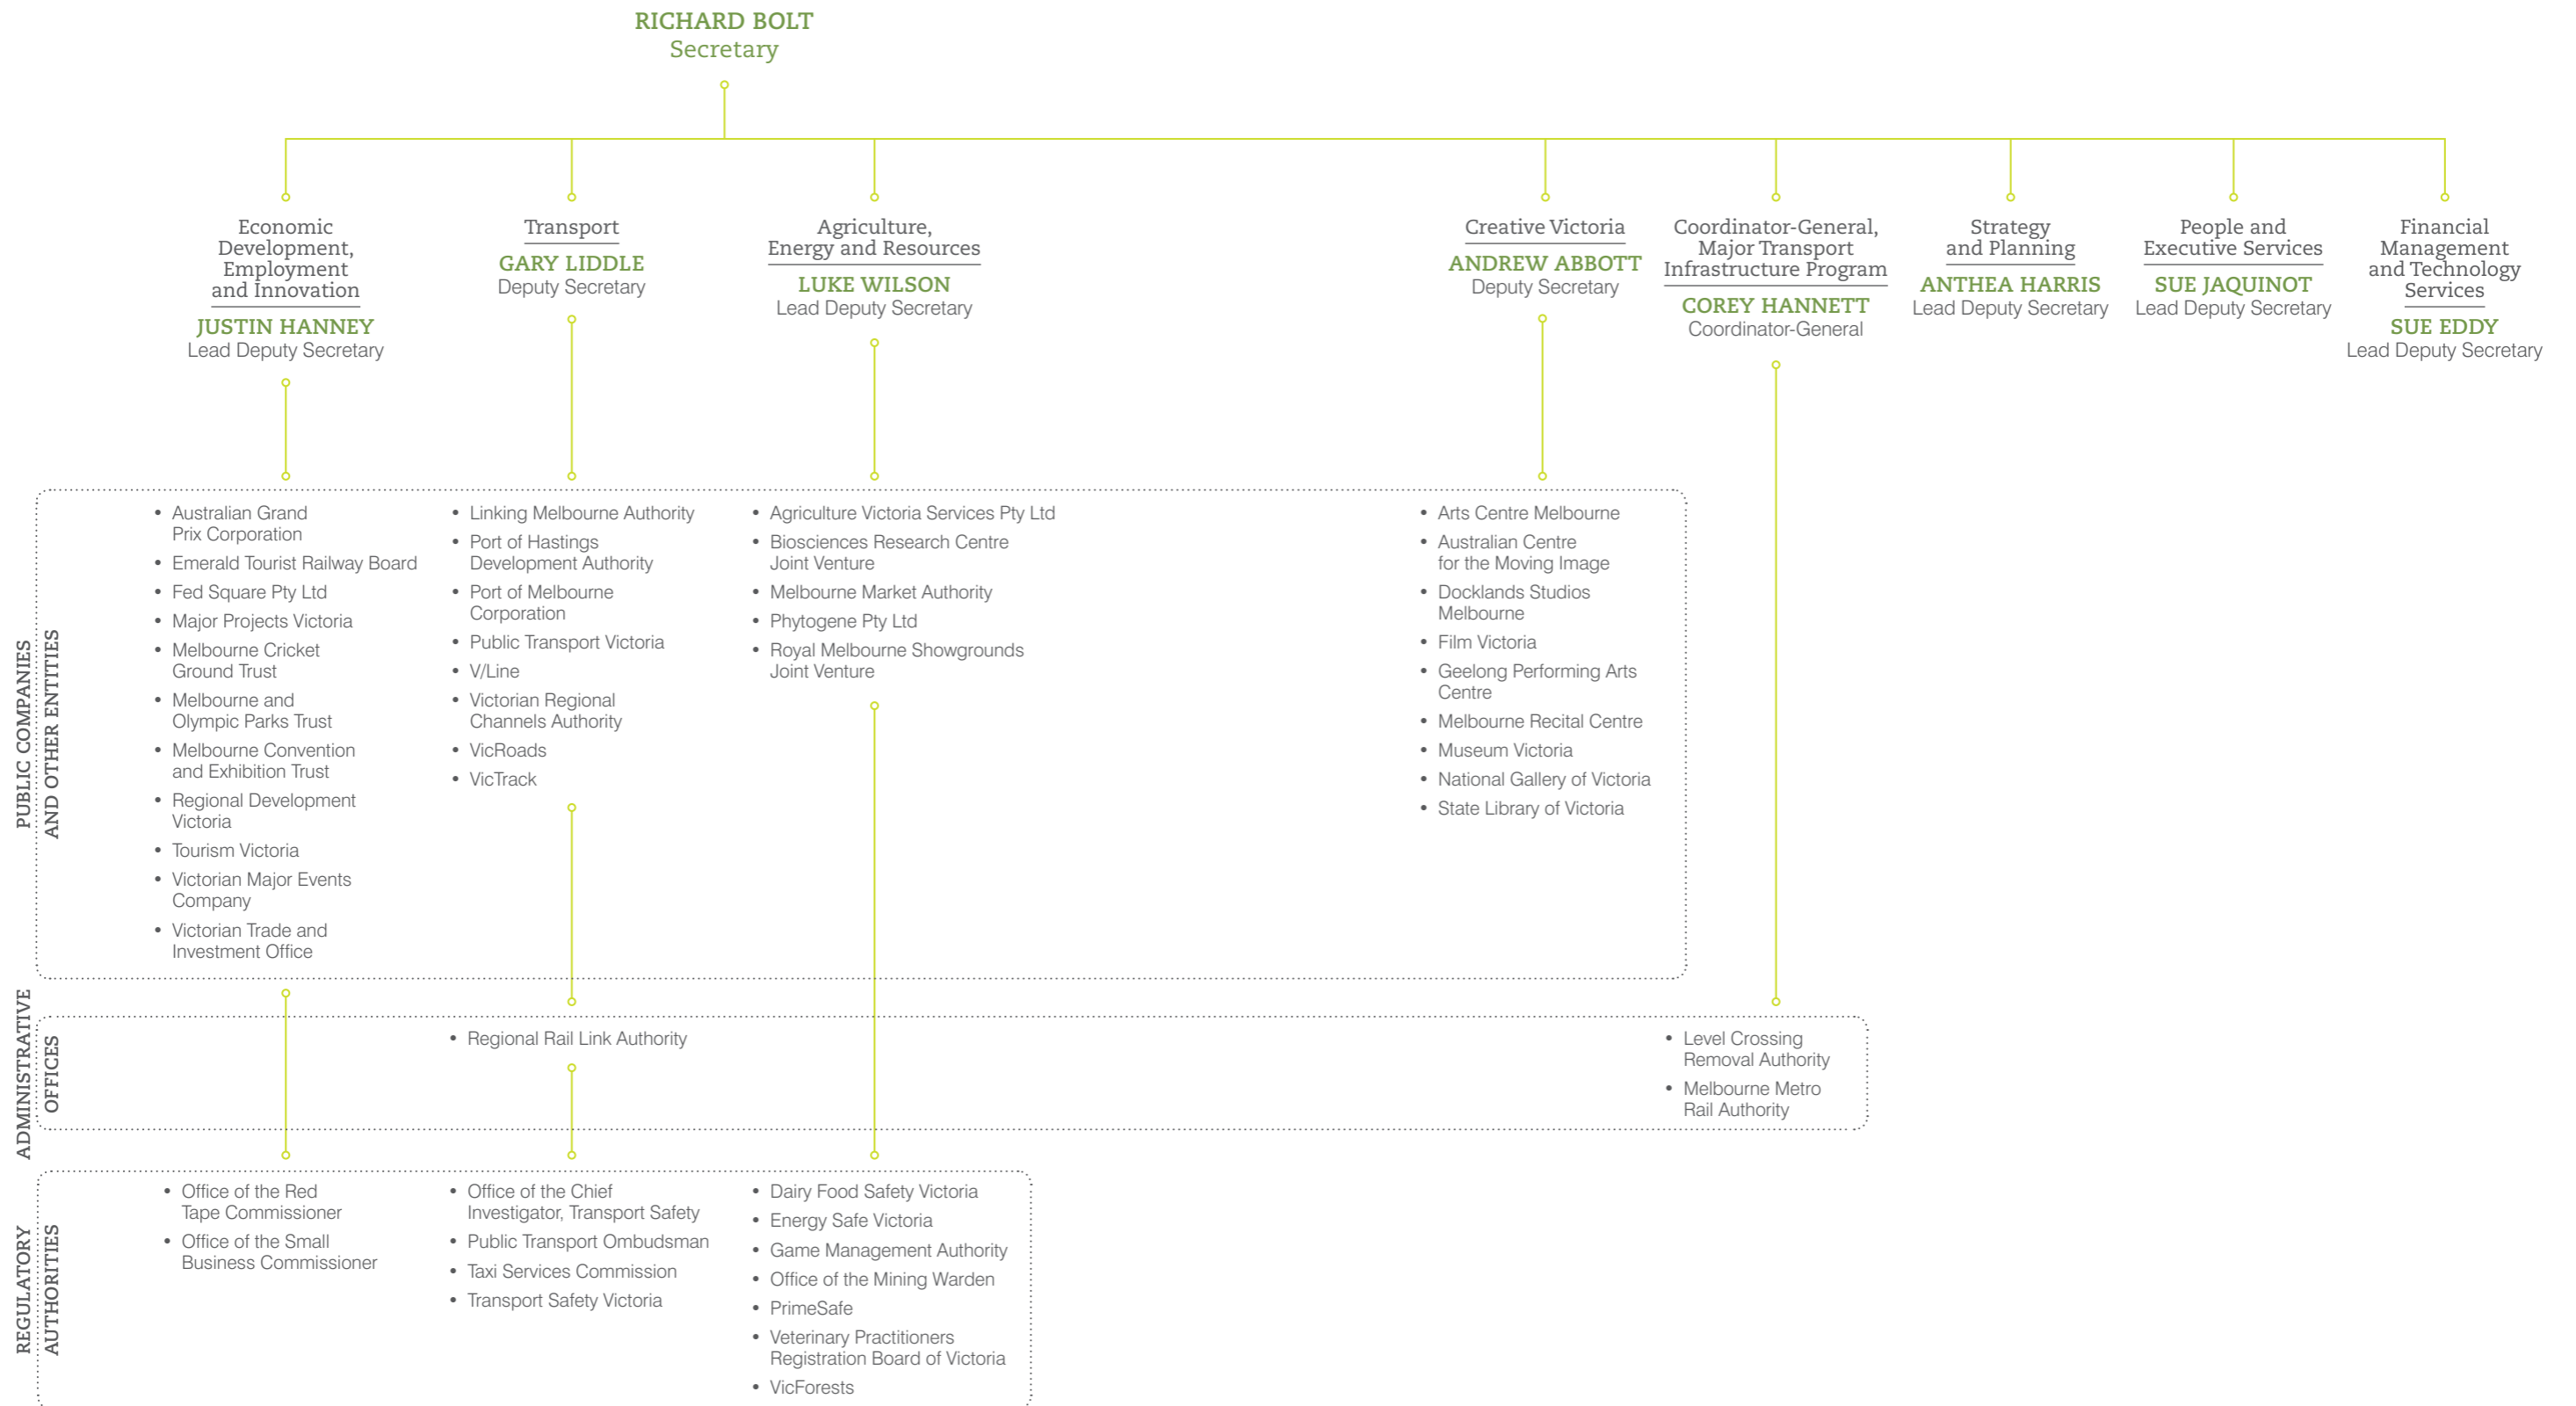 RICHARD BOLT
Secretary
Economic
Development,
Employment
and Innovation
JUSTIN HANNEY
Lead Deputy Secretary
Transport
GARY LIDDLE
Deputy Secretary
Agriculture,
Energy and Resources
LUKE WILSON
Lead Deputy Secretary
Creative Victoria
ANDREW ABBOTT
Deputy Secretary
Coordinator-General,
Major Transport
Infrastructure Program
COREY HANNETT
Coordinator-General
Strategy
and Planning
ANTHEA HARRIS
Lead Deputy Secretary
People and
Executive Services
SUE JAQUINOT
Lead Deputy Secretary
Financial
Management
and Technology
Services
SUE EDDY
Lead Deputy Secretary
PUBLIC COMPANIES
AND OTHER ENTITIES
• Australian Grand
Prix Corporation
• Emerald Tourist Railway Board
• Fed Square Pty Ltd
• Major Projects Victoria
• Melbourne Cricket
Ground Trust
• Melbourne and
Olympic Parks Trust
• Melbourne Convention
and Exhibition Trust
• Regional Development
Victoria
• Tourism Victoria
• Victorian Major Events
Company
• Victorian Trade and
Investment Office
• Linking Melbourne Authority
• Port of Hastings
Development Authority
• Port of Melbourne
Corporation
• Public Transport Victoria
• V/Line
• Victorian Regional
Channels Authority
• VicRoads
• VicTrack
• Agriculture Victoria Services Pty Ltd
• Biosciences Research Centre
Joint Venture
• Melbourne Market Authority
• Phytogene Pty Ltd
• Royal Melbourne Showgrounds
Joint Venture
• Arts Centre Melbourne
• Australian Centre
for the Moving Image
• Docklands Studios
Melbourne
• Film Victoria
• Geelong Performing Arts
Centre
• Melbourne Recital Centre
• Museum Victoria
• National Gallery of Victoria
• State Library of Victoria
ADMINISTRATIVE
OFFICES
• Regional Rail Link Authority
• Level Crossing
Removal Authority
• Melbourne Metro
Rail Authority
REGULATORY
AUTHORITIES
• Office of the Red
Tape Commissioner
• Office of the Small
Business Commissioner
• Office of the Chief
Investigator, Transport Safety
• Public Transport Ombudsman
• Taxi Services Commission
• Transport Safety Victoria
• Dairy Food Safety Victoria
• Energy Safe Victoria
• Game Management Authority
• Office of the Mining Warden
• PrimeSafe
• Veterinary Practitioners
Registration Board of Victoria
• VicForests